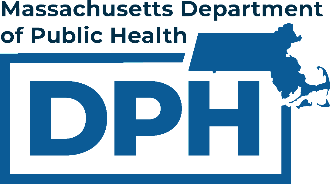 Massachusetts Department
of Public Health
DPH